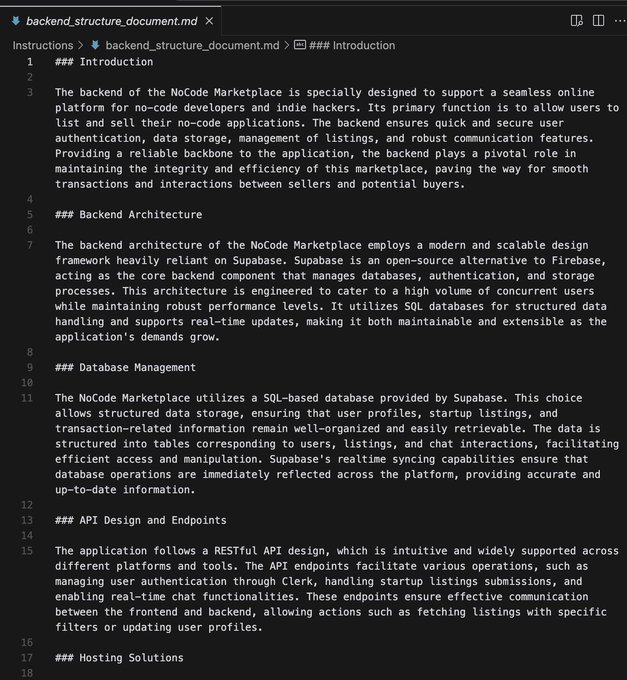 backend_structure_document.md
Instructions > backend_structure_document.md > abc ### Introduction
1 ### Introduction
2
3 The backend of the NoCode Marketplace is specially designed to support a seamless online
platform for no-code developers and indie hackers. Its primary function is to allow users to
list and sell their no-code applications. The backend ensures quick and secure user
authentication, data storage, management of listings, and robust communication features.
Providing a reliable backbone to the application, the backend plays a pivotal role in
maintaining the integrity and efficiency of this marketplace, paving the way for smooth
transactions and interactions between sellers and potential buyers.
4
5 ### Backend Architecture
6
7 The backend architecture of the NoCode Marketplace employs a modern and scalable design
framework heavily reliant on Supabase. Supabase is an open-source alternative to Firebase,
acting as the core backend component that manages databases, authentication, and storage
processes. This architecture is engineered to cater to a high volume of concurrent users
while maintaining robust performance levels. It utilizes SQL databases for structured data
handling and supports real-time updates, making it both maintainable and extensible as the
application's demands grow.
8
9 ### Database Management
10
11 The NoCode Marketplace utilizes a SQL-based database provided by Supabase. This choice
allows structured data storage, ensuring that user profiles, startup listings, and
transaction-related information remain well-organized and easily retrievable. The data is
structured into tables corresponding to users, listings, and chat interactions, facilitating
efficient access and manipulation. Supabase's realtime syncing capabilities ensure that
database operations are immediately reflected across the platform, providing accurate and
up-to-date information.
12
13 ### API Design and Endpoints
14
15 The application follows a RESTful API design, which is intuitive and widely supported across
different platforms and tools. The API endpoints facilitate various operations, such as
managing user authentication through Clerk, handling startup listings submissions, and
enabling real-time chat functionalities. These endpoints ensure effective communication
between the frontend and backend, allowing actions such as fetching listings with specific
filters or updating user profiles.
16
17 ### Hosting Solutions
18